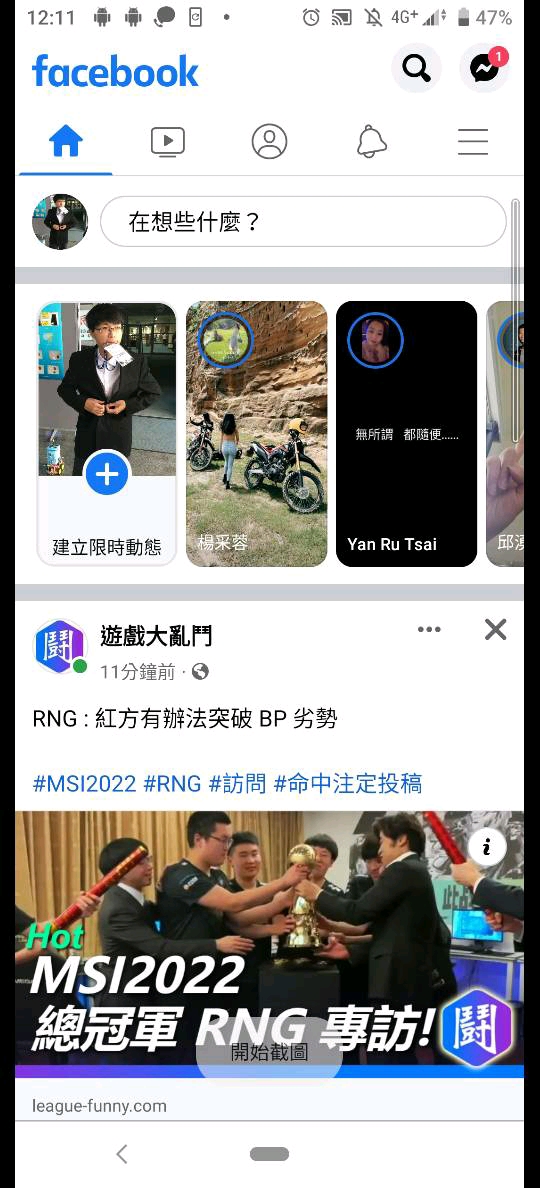 12:11
4G+
47%
facebook
1
在想些什麼？
建立限時動態
楊采蓉
無所謂 都隨便......
Yan Ru Tsai
邱
鬪
遊戲大亂鬥
11分鐘前 ·
RNG : 紅方有辦法突破 BP 劣勢
#MSI2022 #RNG #訪問 #命中注定投稿
Hot
MSI2022
總冠軍 RNG 專訪!
鬪
開始截圖
league-funny.com